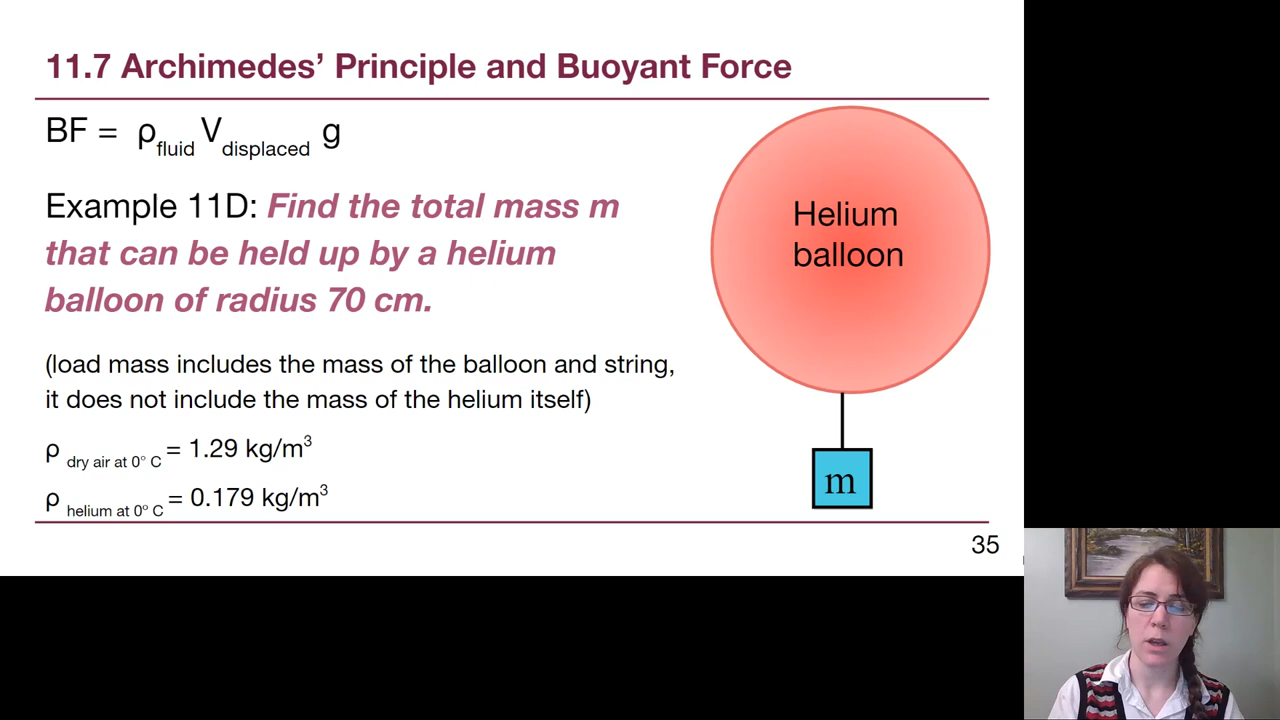 11.7 Archimedes’ Principle and Buoyant Force
BF = ρfluid Vdisplaced g
Example 11D: Find the total mass m
that can be held up by a helium
balloon of radius 70 cm.
(load mass includes the mass of the balloon and string,
it does not include the mass of the helium itself)
ρ dry air at 0° C = 1.29 kg/m³
ρ helium at 0° C = 0.179 kg/m³
Helium
balloon
m
35